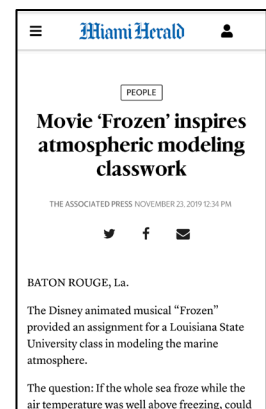 Miami Herald
PEOPLE
Movie ‘Frozen’ inspires
atmospheric modeling
classwork
THE ASSOCIATED PRESS NOVEMBER 23, 2019 12:34 PM
BATON ROUGE, La.
The Disney animated musical “Frozen”
provided an assignment for a Louisiana State
University class in modeling the marine
atmosphere.
The question: If the whole sea froze while the
air temperature was well above freezing, could